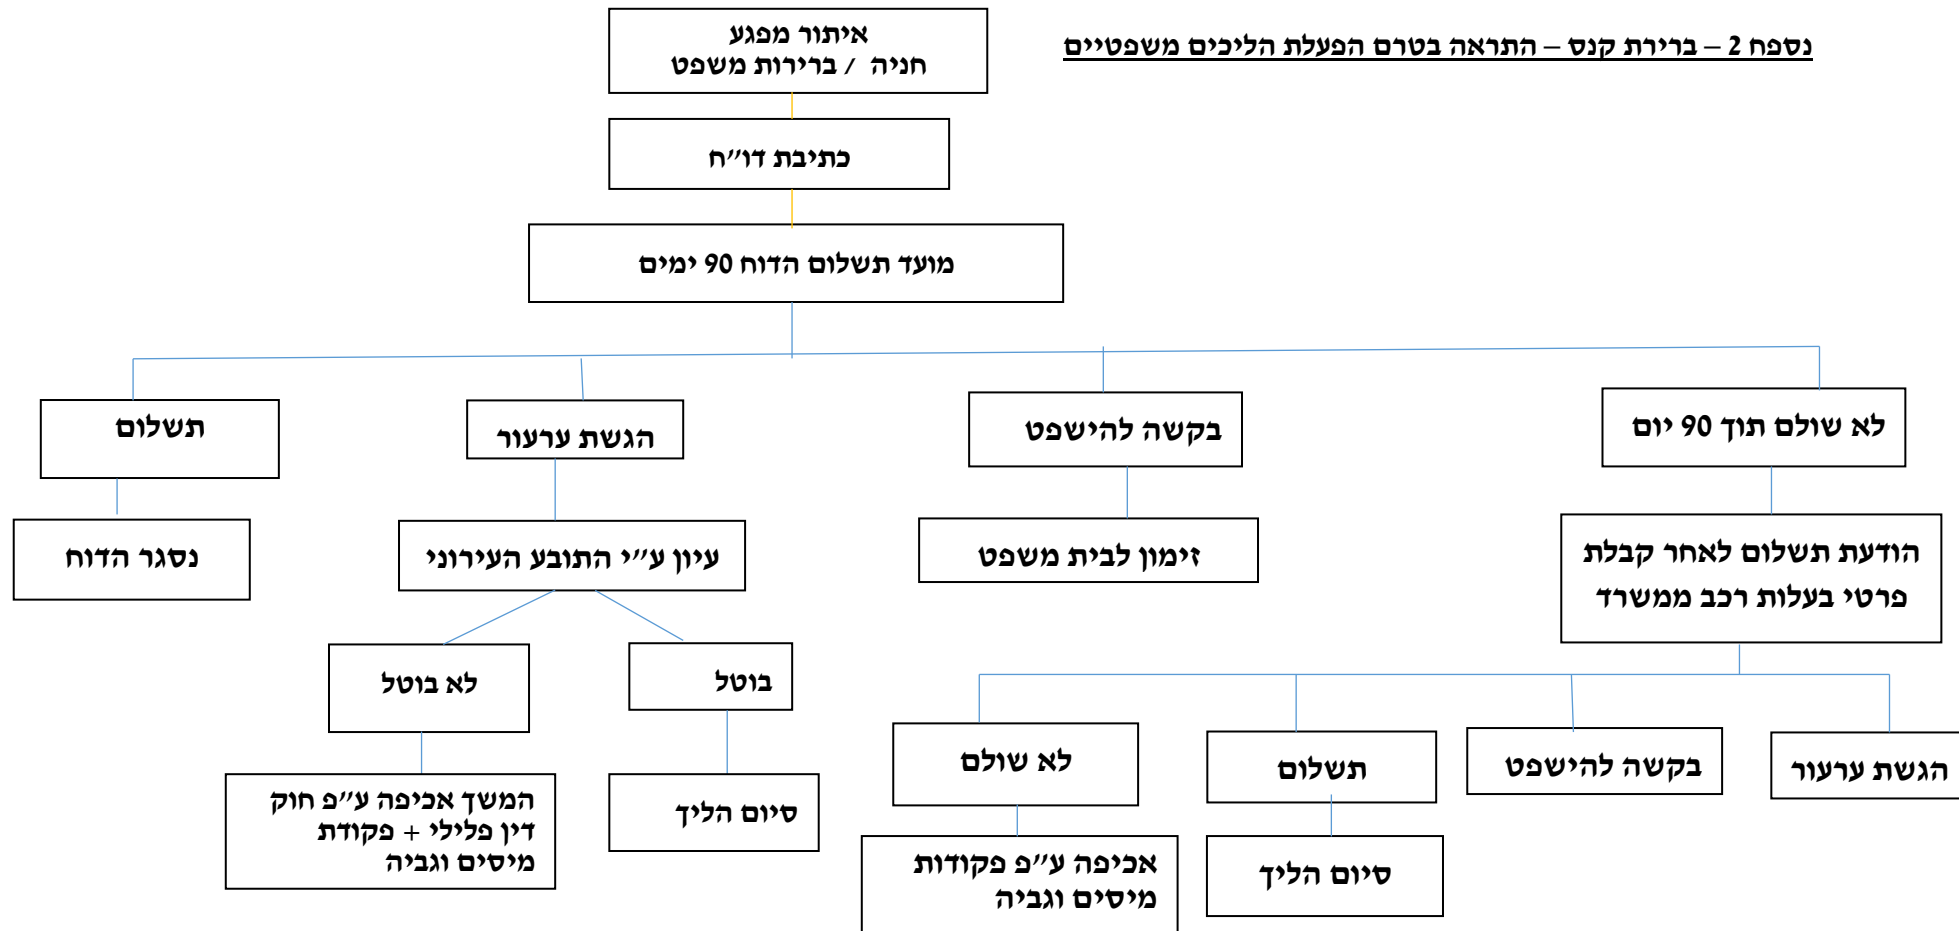 נספח 2 – ברירת קנס – התראה בטרם הפעלת הליכים משפטיים
איתור מפגע
חניה / ברירות משפט
כתיבת דו״ח
מועד תשלום הדוח 90 ימים
לא שולם תוך 90 יום
בקשה להישפט
הגשת ערעור
תשלום
הודעת תשלום לאחר קבלת
פרטי בעלות רכב ממשרד
זימון לבית משפט
עיון ע״י התובע העירוני
נסגר הדוח
בוטל
לא בוטל
הגשת ערעור
בקשה להישפט
תשלום
לא שולם
סיום הליך
המשך אכיפה ע״פ חוק
דין פלילי + פקודת
מיסים וגביה
סיום הליך
אכיפה ע״פ פקודות
מיסים וגביה